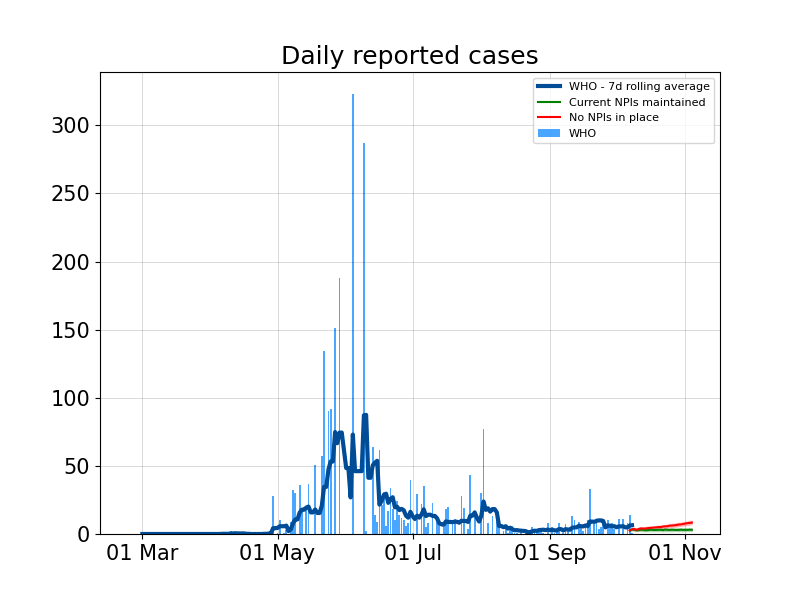 Daily reported cases
WHO - 7d rolling average
Current NPIs maintained
No NPIs in place
WHO
300
250
200
150
100
50
0
01 Mar
01 May
01 Jul
01 Sep
01 Nov